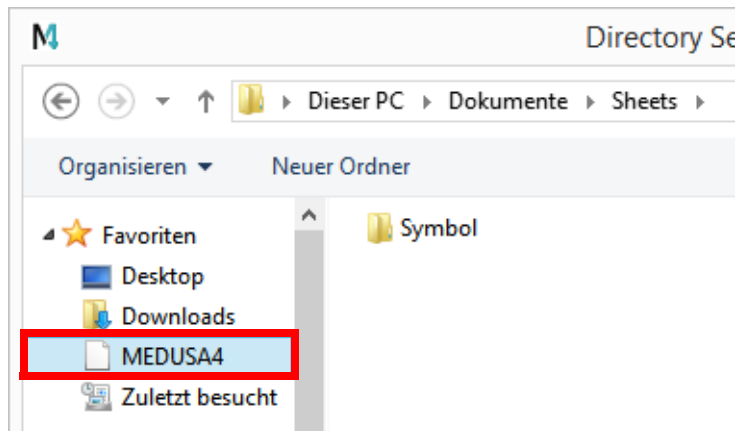 Directory Se
Dieser PC Dokumente Sheets
Organisieren Neuer Ordner
Favoriten
Symbol
Desktop
Downloads
MEDUSA4
Zuletzt besucht